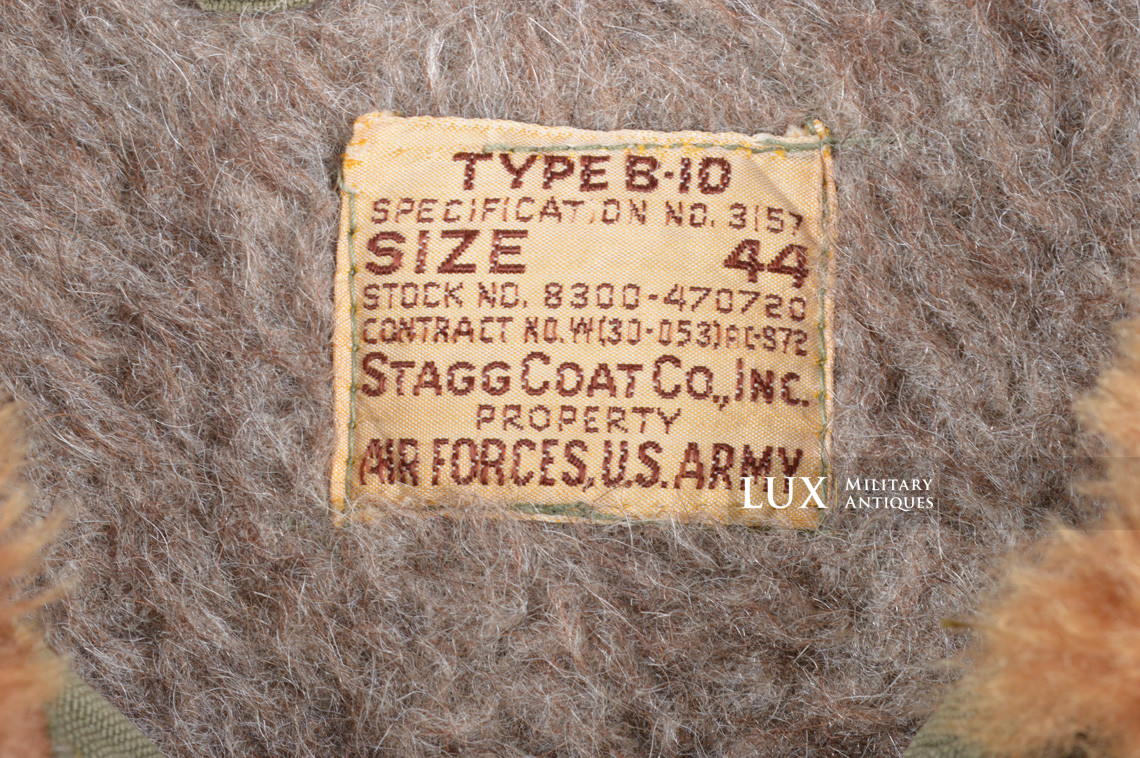 TYPE B-10
SPECIFICATION NO. 3157
SIZE 44
STOCK NO. 8300-470720
CONTRACT NO. W(30-053)AC-972
STAGG COAT CO., INC.
PROPERTY
AIR FORCES, U.S. ARMY
LUX MILITARY
ANTIQUES